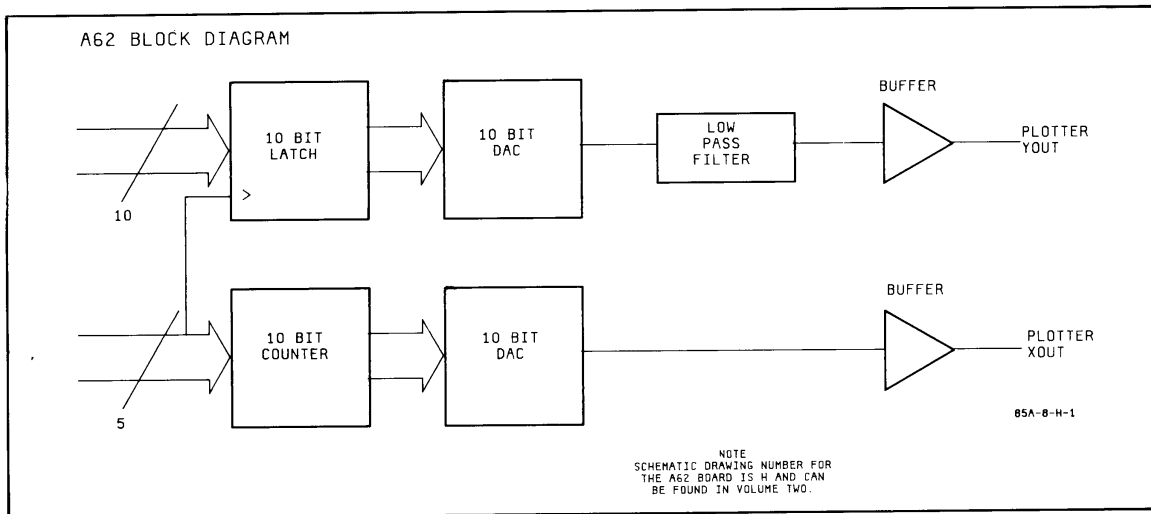 A62 BLOCK DIAGRAM
10 BIT
LATCH
10 BIT
DAC
LOW
PASS
FILTER
BUFFER
PLOTTER
YOUT
10
>
10 BIT
COUNTER
10 BIT
DAC
BUFFER
PLOTTER
XOUT
5
85A-8-H-1
NOTE
SCHEMATIC DRAWING NUMBER FOR
THE A62 BOARD IS H AND CAN
BE FOUND IN VOLUME TWO.